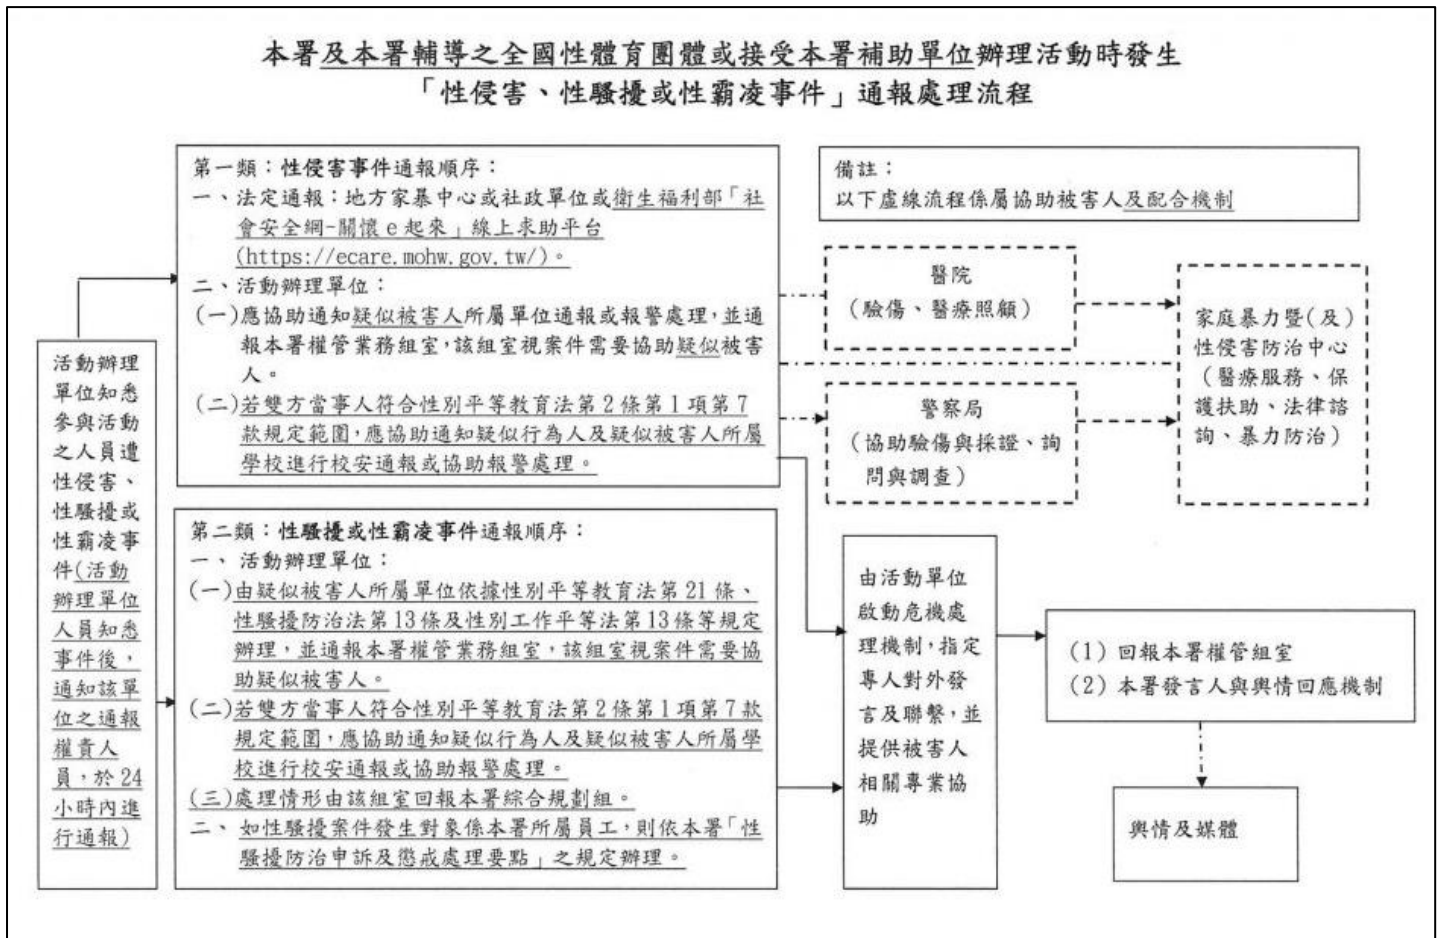 本署及本署輔導之全國性體育團體或接受本署補助單位辦理活動時發生
「性侵害、性騷擾或性霸凌事件」通報處理流程
活動辦理
單位知悉
參與活動
之人員遭
性侵害、
性騷擾或
性霸凌事
件(活動
辦理單位
人員知悉
事件後，
通知該單
位之通報
權責人
員，於24
小時內進
行通報)
第一類：性侵害事件通報順序：
一、法定通報：地方家暴中心或社政單位或衛生福利部「社
會安全網-關懷e起來」線上求助平台
(https://ecare.mohw.gov.tw/)。
二、活動辦理單位：
(一)應協助通知疑似被害人所屬單位通報或報警處理，並通
報本署權管業務組室，該組室視案件需要協助疑似被害
人。
(二)若雙方當事人符合性別平等教育法第2條第1項第7
款規定範圍，應協助通知疑似行為人及疑似被害人所屬
學校進行校安通報或協助報警處理。
第二類：性騷擾或性霸凌事件通報順序：
一、 活動辦理單位：
(一)由疑似被害人所屬單位依據性別平等教育法第21條、
性騷擾防治法第13條及性別工作平等法第13條等規定
辦理，並通報本署權管業務組室，該組室視案件需要協
助疑似被害人。
(二)若雙方當事人符合性別平等教育法第2條第1項第7款
規定範圍，應協助通知疑似行為人及疑似被害人所屬學
校進行校安通報或協助報警處理。
(三)處理情形由該組室回報本署綜合規劃組。
二、 如性騷擾案件發生對象係本署所屬員工，則依本署「性
騷擾防治申訴及懲戒處理要點」之規定辦理。
備註：
以下虛線流程係屬協助被害人及配合機制
醫院
(驗傷、醫療照顧)
警察局
(協助驗傷與採證、詢
問與調查)
家庭暴力暨(及)
性侵害防治中心
(醫療服務、保
護扶助、法律諮
詢、暴力防治)
由活動單位
啟動危機處
理機制，指定
專人對外發
言及聯繫，並
提供被害人
相關專業協
助
(1)回報本署權管組室
(2)本署發言人與輿情回應機制
輿情及媒體